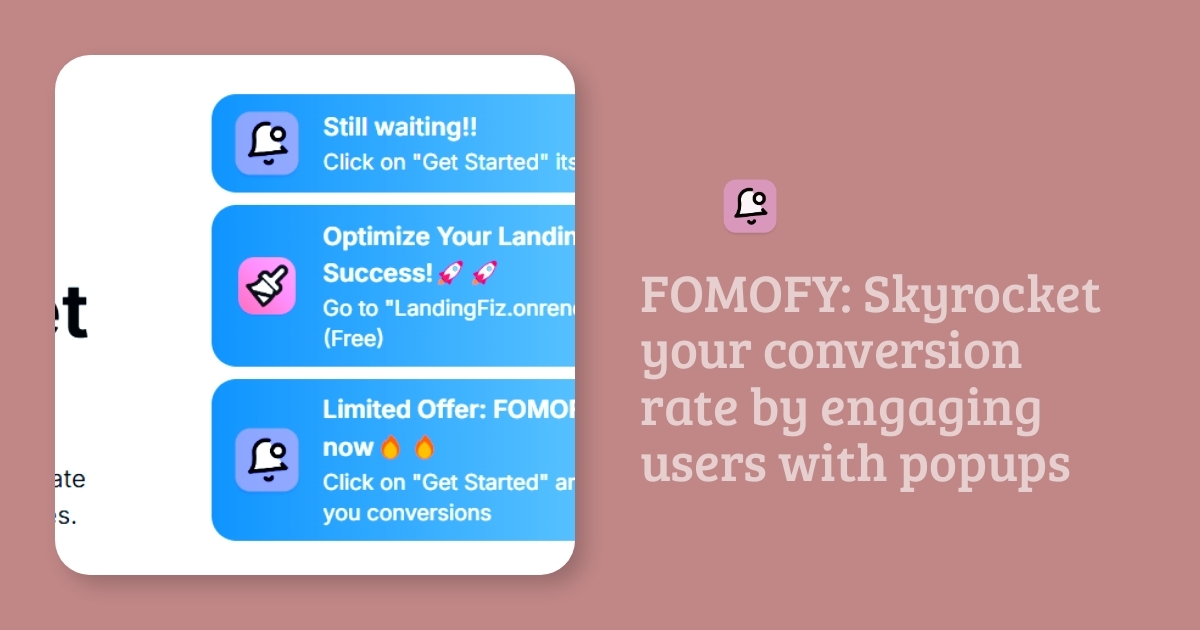 Still waiting!!
Click on "Get Started" its
Optimize Your Landin
Success! 🚀 🚀
Go to "LandingFiz.onren
(Free)
Limited Offer: FOMOF
now 🔥 🔥
Click on "Get Started" an
you conversions
et
ate
es.
FOMOFY: Skyrocket
your conversion
rate by engaging
users with popups